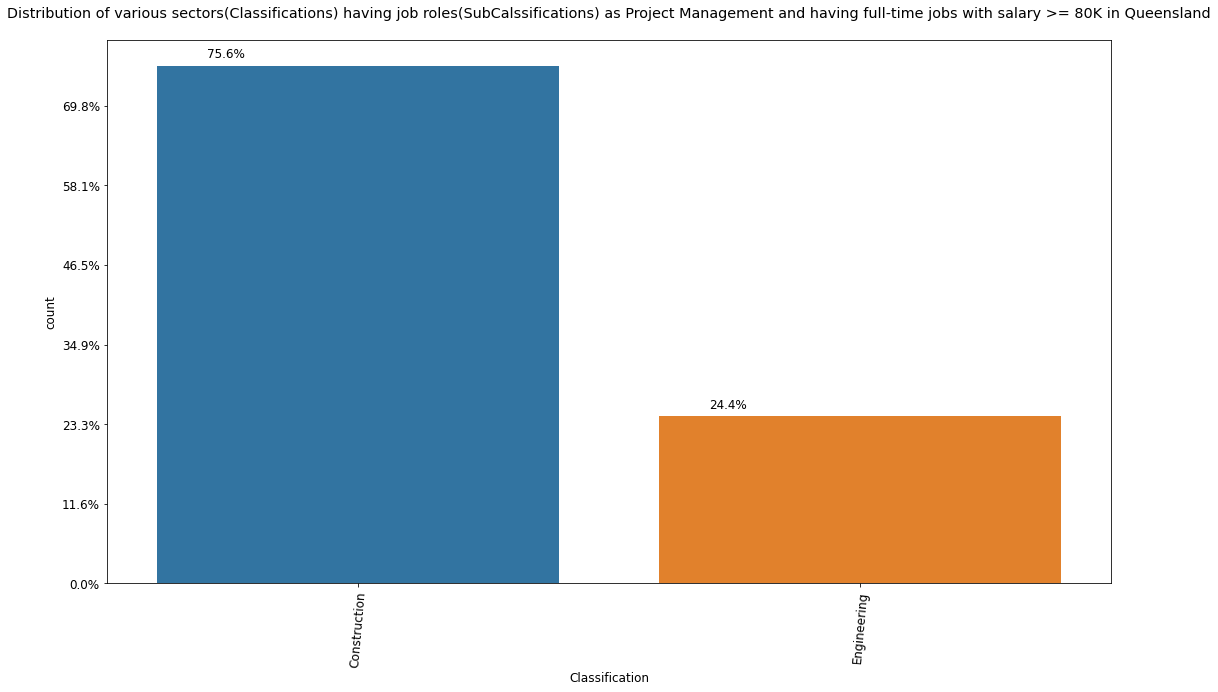 Distribution of various sectors(Classifications) having job roles(SubCalssifications) as Project Management and having full-time jobs with salary >= 80K in Queensland
75.6%
69.8%
58.1%
46.5%
count
34.9%
24.4%
23.3%
11.6%
0.0%
Construction
Engineering
Classification